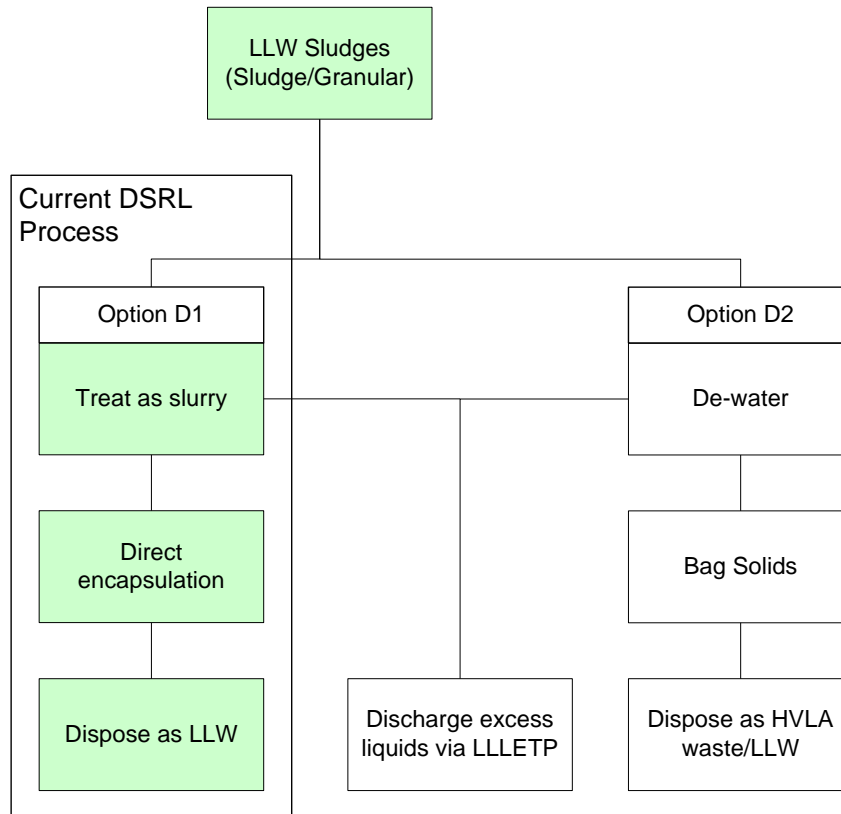 LLW Sludges
(Sludge/Granular)
Current DSRL
Process
Option D1
Option D2
Treat as slurry
De-water
Direct
encapsulation
Bag Solids
Dispose as LLW
Discharge excess
liquids via LLLETP
Dispose as HVLA
waste/LLW